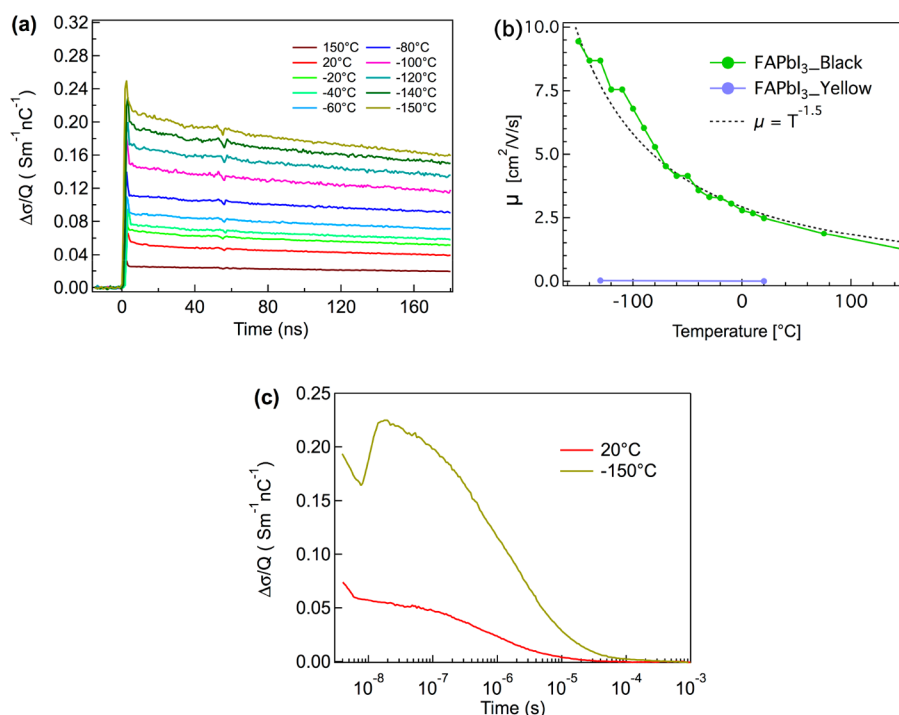 (a)
0.32
0.28
0.24
0.20
0.16
0.12
0.08
0.04
0.00
Δσ/Q ( Sm⁻¹nC⁻¹)
150°C
20°C
-20°C
-40°C
-60°C
-80°C
-100°C
-120°C
-140°C
-150°C
0
40
80
120
160
Time (ns)
(b)
10.0
7.5
5.0
2.5
0.0
μ [cm²/V/s]
FAPbI₃_Black
FAPbI₃_Yellow
μ = T⁻¹·⁵
-100
0
100
Temperature [°C]
(c)
0.25
0.20
0.15
0.10
0.05
0.00
Δσ/Q ( Sm⁻¹nC⁻¹)
20°C
-150°C
10⁻⁸
10⁻⁷
10⁻⁶
10⁻⁵
10⁻⁴
10⁻³
Time (s)